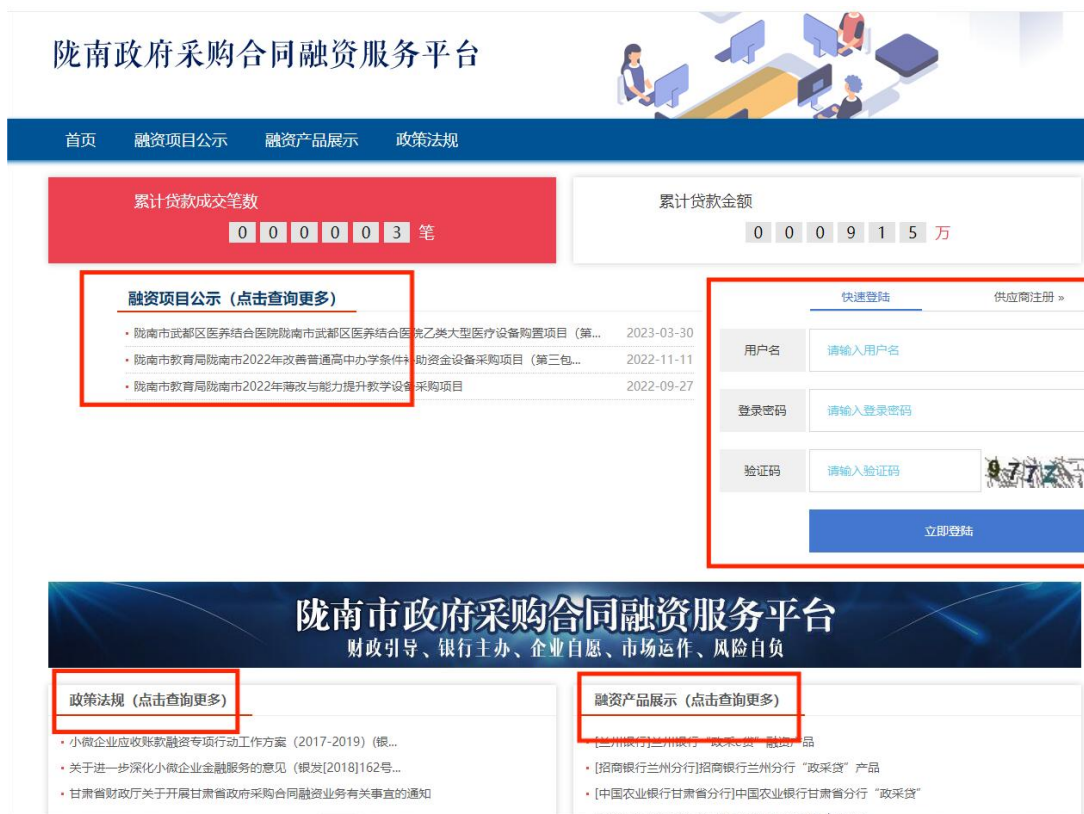 陇南政府采购合同融资服务平台
首页 融资项目公示 融资产品展示 政策法规
累计贷款成交笔数
0 0 0 0 0 3 笔
累计贷款金额
0 0 0 9 1 5 万
融资项目公示（点击查询更多）
• 陇南市武都区医养结合医院陇南市武都区医养结合医院乙类大型医疗设备购置项目（第... 2023-03-30
• 陇南市教育局陇南市2022年改善普通高中办学条件补助资金设备采购项目（第三包... 2022-11-11
• 陇南市教育局陇南市2022年薄改与能力提升教学设备采购项目 2022-09-27
快速登陆 供应商注册 »
用户名 请输入用户名
登录密码 请输入登录密码
验证码 请输入验证码 977Z
立即登陆
陇南市政府采购合同融资服务平台
财政引导、银行主办、企业自愿、市场运作、风险自负
政策法规（点击查询更多）
• 小微企业应收账款融资专项行动工作方案（2017-2019）(银...
• 关于进一步深化小微企业金融服务的意见（银发[2018]162号...
• 甘肃省财政厅关于开展甘肃省政府采购合同融资业务有关事宜的通知
融资产品展示（点击查询更多）
• [兰州银行]兰州银行“政采e贷”融资产品
• [招商银行兰州分行]招商银行兰州分行“政采贷”产品
• [中国农业银行甘肃省分行]中国农业银行甘肃省分行“政采贷”